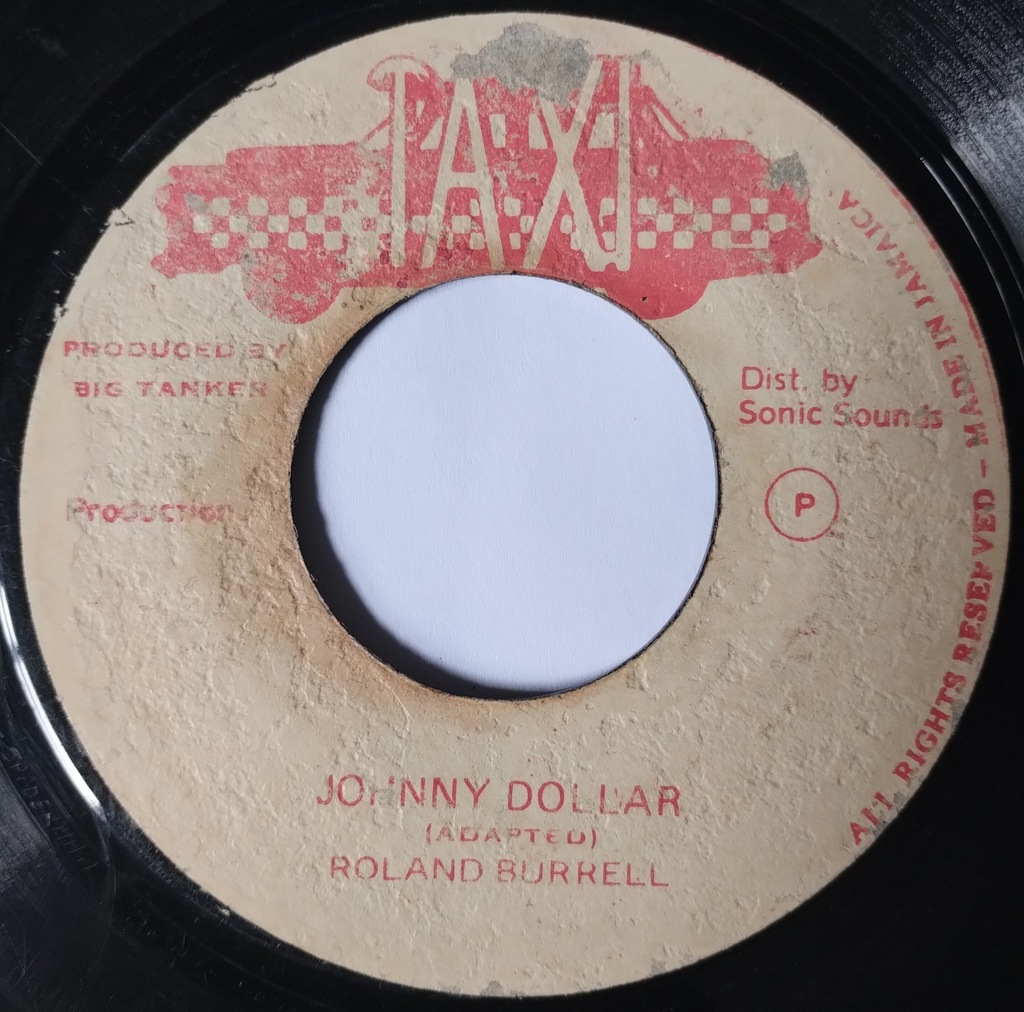 TAXI
PRODUCED BY
BIG TANKER
Production
Dist. by
Sonic Sounds
P
ALL RIGHTS RESERVED - MADE IN JAMAICA
JOHNNY DOLLAR
(ADAPTED)
ROLAND BURRELL